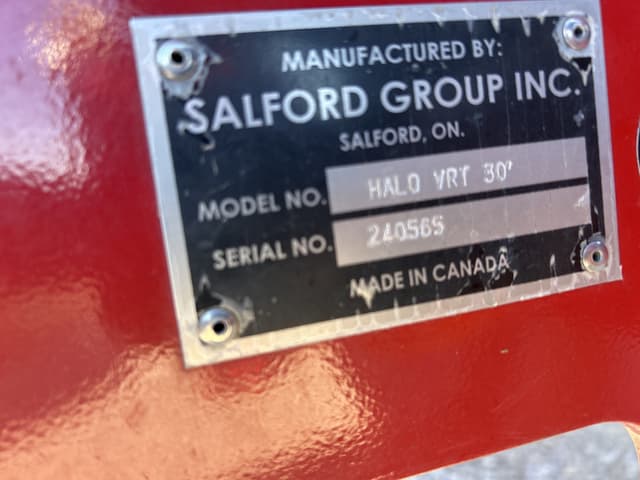 MANUFACTURED BY:
SALFORD GROUP INC.
SALFORD, ON.
MODEL NO. HALO VRT 30'
SERIAL NO. 240565
MADE IN CANADA